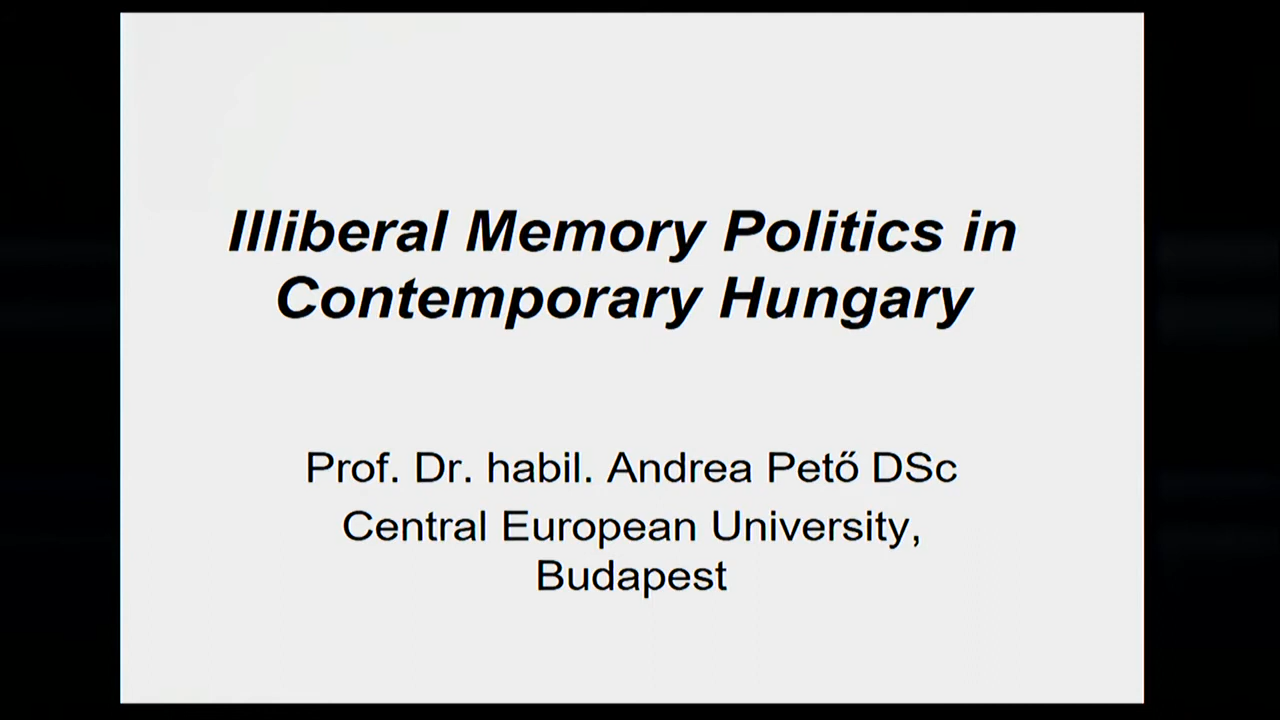 Illiberal Memory Politics in
Contemporary Hungary
Prof. Dr. habil. Andrea Pető DSc
Central European University,
Budapest